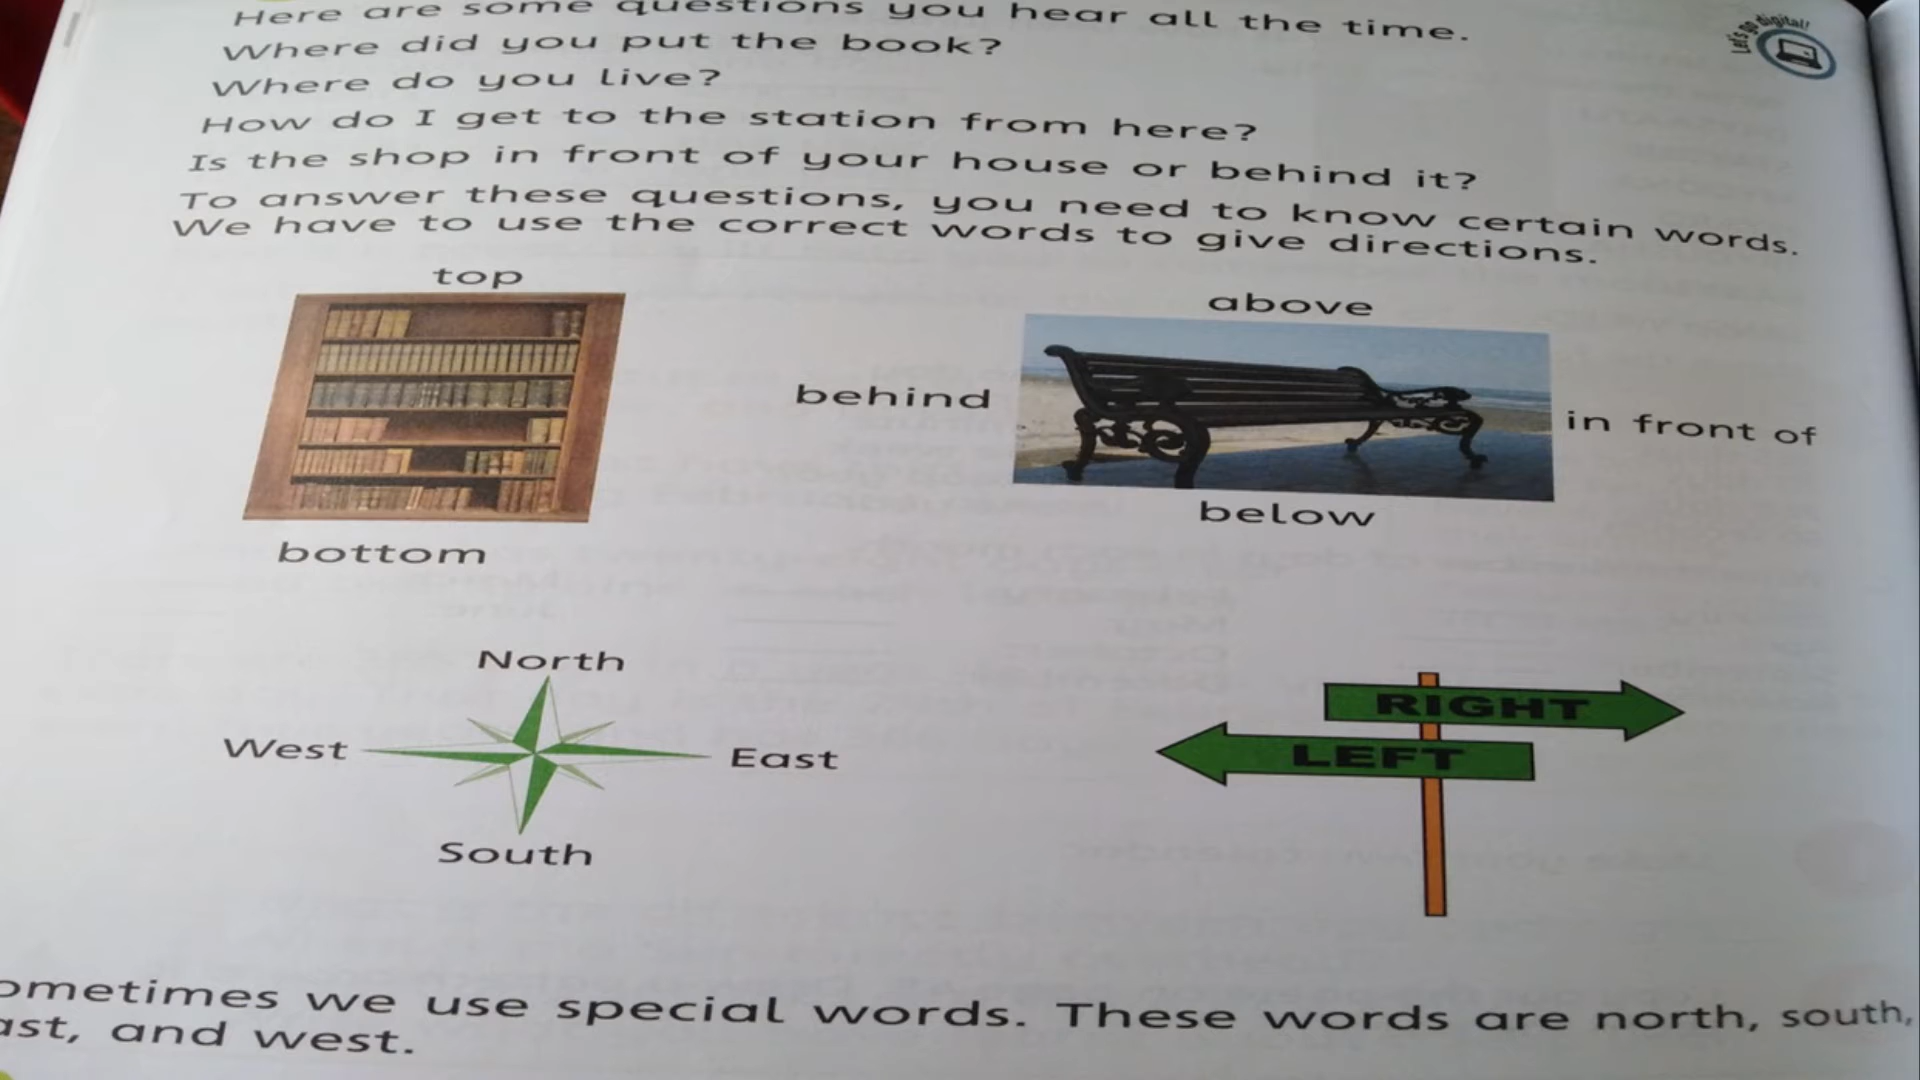 Here are some questions you hear all the time.
Let's go digital!
Where did you put the book?
Where do you live?
How do I get to the station from here?
Is the shop in front of your house or behind it?
To answer these questions, you need to know certain words.
We have to use the correct words to give directions.
top
above
behind
in front of
below
bottom
North
West
East
South
RIGHT
LEFT
ometimes we use special words. These words are north, south,
ast, and west.